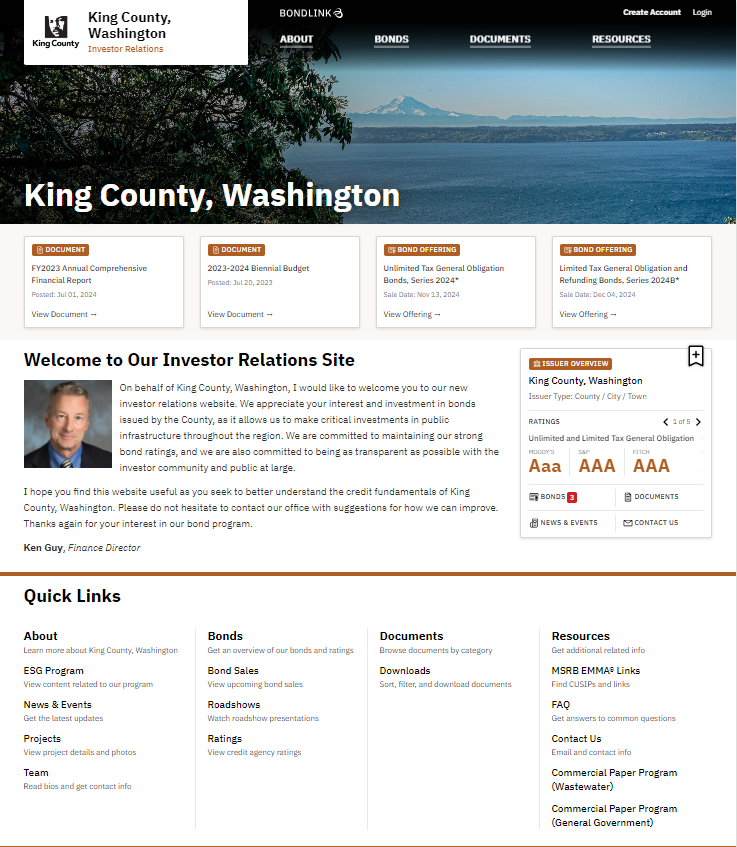 King County
King County,
Washington
Investor Relations
BONDLINK
Create Account Login
ABOUT BONDS DOCUMENTS RESOURCES
King County, Washington
DOCUMENT
FY2023 Annual Comprehensive
Financial Report
Posted: Jul 01, 2024
View Document →
DOCUMENT
2023-2024 Biennial Budget
Posted: Jul 20, 2023
View Document →
BOND OFFERING
Unlimited Tax General Obligation
Bonds, Series 2024*
Sale Date: Nov 13, 2024
View Offering →
BOND OFFERING
Limited Tax General Obligation and
Refunding Bonds, Series 2024B*
Sale Date: Dec 04, 2024
View Offering →
Welcome to Our Investor Relations Site
On behalf of King County, Washington, I would like to welcome you to our new
investor relations website. We appreciate your interest and investment in bonds
issued by the County, as it allows us to make critical investments in public
infrastructure throughout the region. We are committed to maintaining our strong
bond ratings, and we are also committed to being as transparent as possible with the
investor community and public at large.
I hope you find this website useful as you seek to better understand the credit fundamentals of King
County, Washington. Please do not hesitate to contact our office with suggestions for how we can improve.
Thanks again for your interest in our bond program.
Ken Guy, Finance Director
ISSUER OVERVIEW
King County, Washington
Issuer Type: County / City / Town
RATINGS 1 of 5
Unlimited and Limited Tax General Obligation
MOODY'S S&P FITCH
Aaa AAA AAA
BONDS 3 DOCUMENTS
NEWS & EVENTS CONTACT US
Quick Links
About
Learn more about King County, Washington
ESG Program
View content related to our program
News & Events
Get the latest updates
Projects
View project details and photos
Team
Read bios and get contact info
Bonds
Get an overview of our bonds and ratings
Bond Sales
View upcoming bond sales
Roadshows
Watch roadshow presentations
Ratings
View credit agency ratings
Documents
Browse documents by category
Downloads
Sort, filter, and download documents
Resources
Get additional related info
MSRB EMMA® Links
Find CUSIPs and links
FAQ
Get answers to common questions
Contact Us
Email and contact info
Commercial Paper Program
(Wastewater)
Commercial Paper Program
(General Government)